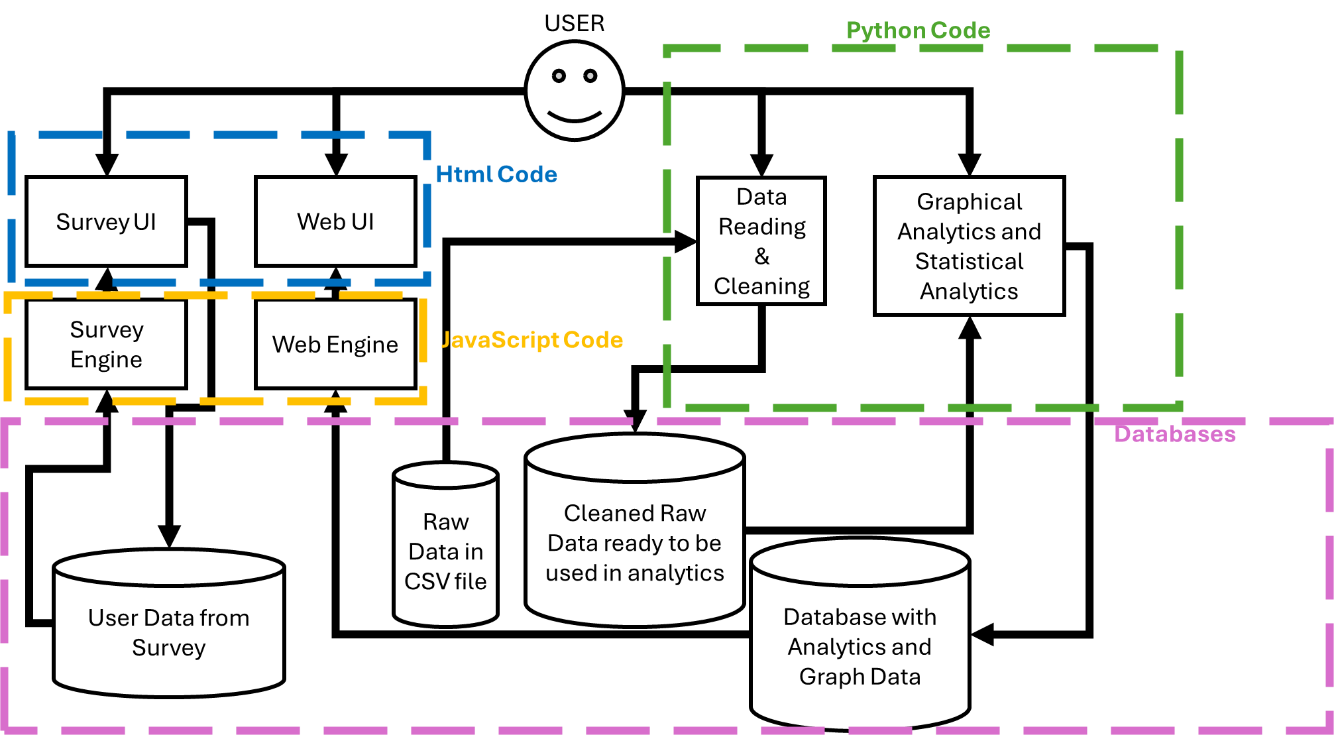 USER
Python Code
Html Code
Survey UI
Web UI
Data
Reading
&
Cleaning
Graphical
Analytics and
Statistical
Analytics
Survey
Engine
Web Engine
JavaScript Code
Databases
Raw
Data in
CSV file
Cleaned Raw
Data ready to be
used in analytics
User Data from
Survey
Database with
Analytics and
Graph Data